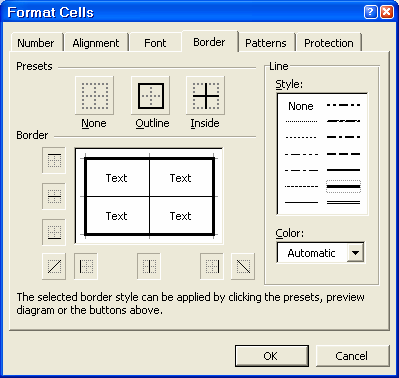 Format Cells
Number Alignment Font Border Patterns Protection
Presets
None Outline Inside
Border
Text Text
Text Text
Line
Style:
None
Color:
Automatic
The selected border style can be applied by clicking the presets, preview
diagram or the buttons above.
OK Cancel